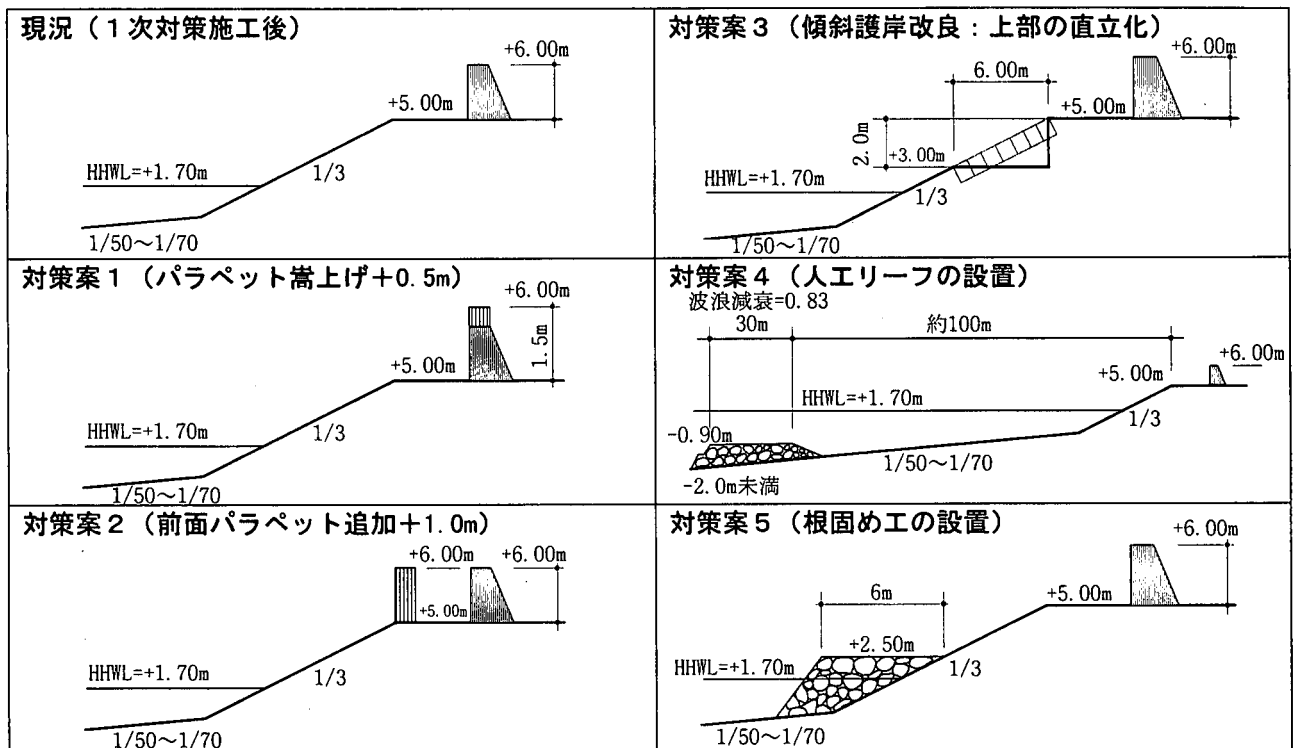 現況（１次対策施工後）
+6.00m
+5.00m
HHWL=+1.70m
1/3
1/50～1/70
対策案１（パラペット嵩上げ+0.5m）
+6.00m
1.5m
+5.00m
HHWL=+1.70m
1/3
1/50～1/70
対策案２（前面パラペット追加+1.0m）
+6.00m +6.00m
+5.00m
HHWL=+1.70m
1/3
1/50～1/70
対策案３（傾斜護岸改良：上部の直立化）
+6.00m
6.00m
+5.00m
2.0m
+3.00m
HHWL=+1.70m
1/3
1/50～1/70
対策案４（人工リーフの設置）
波浪減衰=0.83
30m 約100m
+6.00m
+5.00m
HHWL=+1.70m
1/3
-0.90m
1/50～1/70
-2.0m未満
対策案５（根固め工の設置）
+6.00m
6m
+5.00m
+2.50m
HHWL=+1.70m
1/3
1/50～1/70